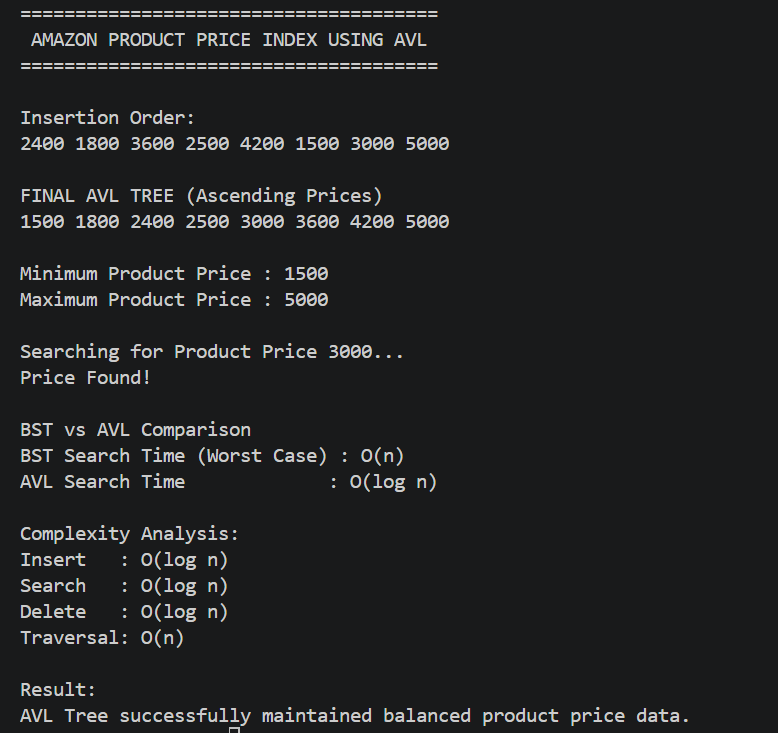 ======================================
AMAZON PRODUCT PRICE INDEX USING AVL
======================================
Insertion Order:
2400 1800 3600 2500 4200 1500 3000 5000
FINAL AVL TREE (Ascending Prices)
1500 1800 2400 2500 3000 3600 4200 5000
Minimum Product Price : 1500
Maximum Product Price : 5000
Searching for Product Price 3000...
Price Found!
BST vs AVL Comparison
BST Search Time (Worst Case) : O(n)
AVL Search Time             : O(log n)
Complexity Analysis:
Insert   : O(log n)
Search   : O(log n)
Delete   : O(log n)
Traversal: O(n)
Result:
AVL Tree successfully maintained balanced product price data.